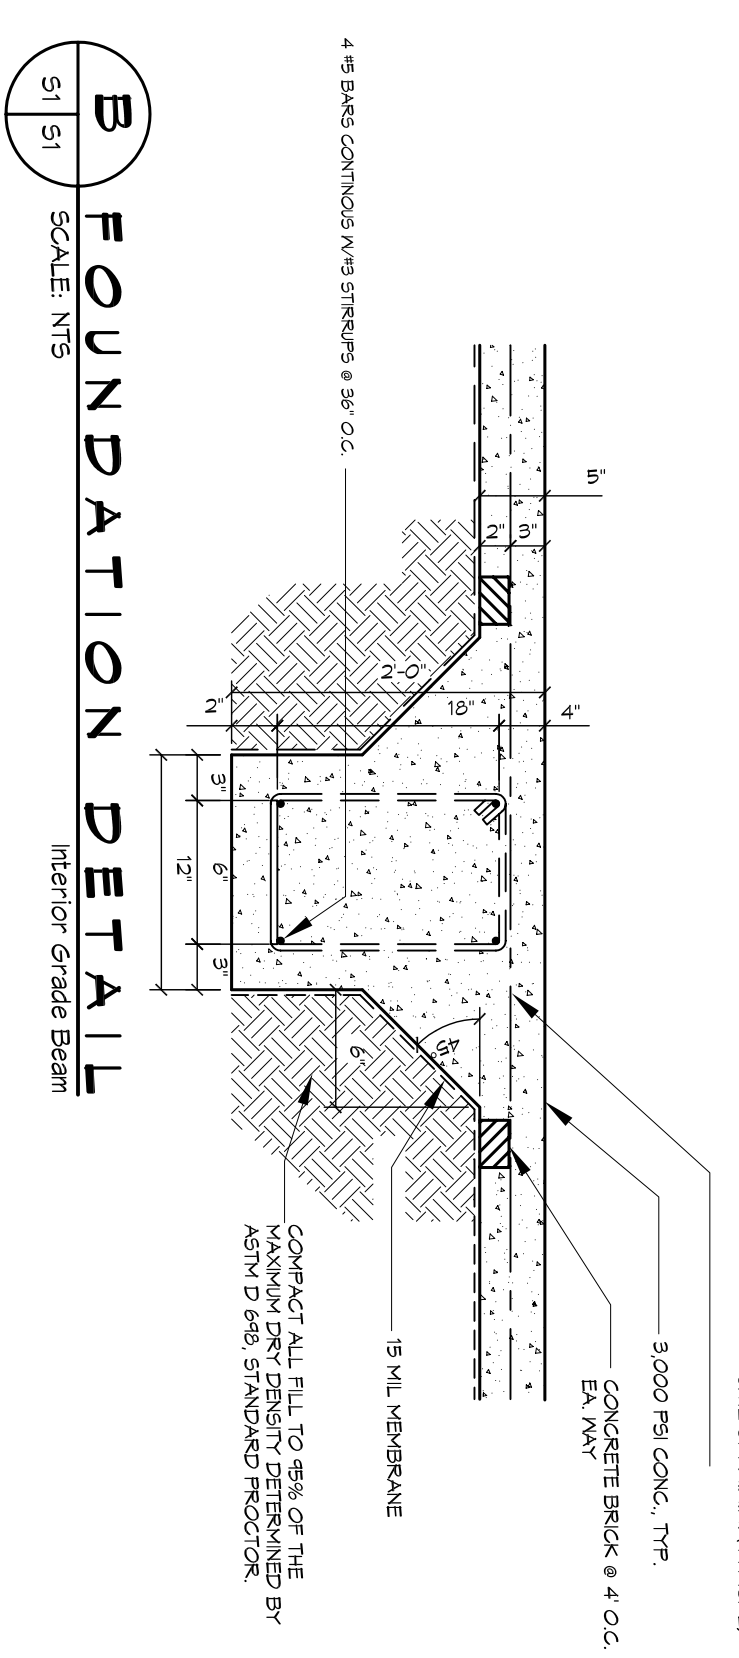 5"
2"
3"
2'-0"
2"
18"
4"
3"
6"
3"
12"
6"
45°
4 #5 BARS CONTINOUS W/#3 STIRRUPS @ 36" O.C.
3,000 PSI CONC., TYP.
CONCRETE BRICK @ 4' O.C.
EA. WAY
15 MIL MEMBRANE
COMPACT ALL FILL TO 95% OF THE
MAXIMUM DRY DENSITY DETERMINED BY
ASTM D 698, STANDARD PROCTOR.
B FOUNDATION DETAIL
S1 S1
SCALE: NTS Interior Grade Beam